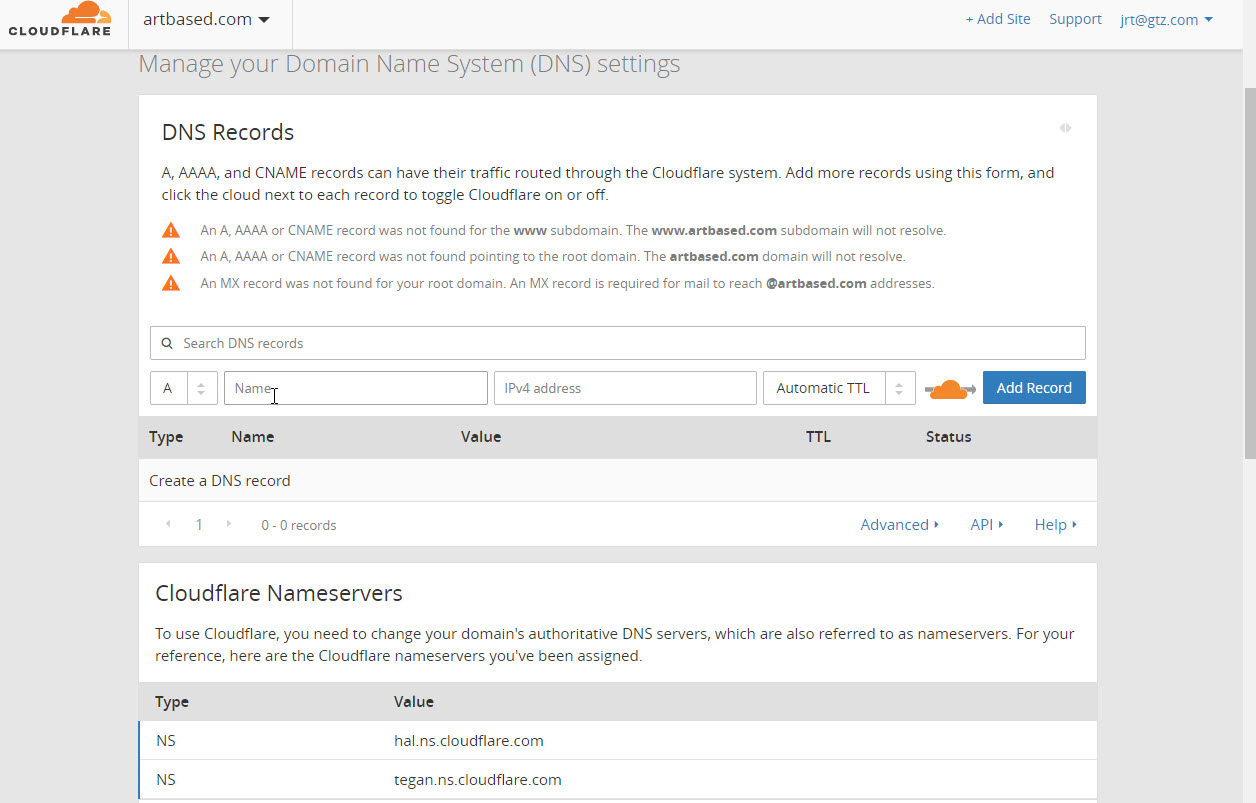 CLOUDFLARE
artbased.com
+ Add Site Support jrt@gtz.com
Manage your Domain Name System (DNS) settings
DNS Records
A, AAAA, and CNAME records can have their traffic routed through the Cloudflare system. Add more records using this form, and
click the cloud next to each record to toggle Cloudflare on or off.
An A, AAAA or CNAME record was not found for the www subdomain. The www.artbased.com subdomain will not resolve.
An A, AAAA or CNAME record was not found pointing to the root domain. The artbased.com domain will not resolve.
An MX record was not found for your root domain. An MX record is required for mail to reach @artbased.com addresses.
Search DNS records
A Name IPv4 address Automatic TTL Add Record
Type Name Value TTL Status
Create a DNS record
1 0 - 0 records Advanced API Help
Cloudflare Nameservers
To use Cloudflare, you need to change your domain's authoritative DNS servers, which are also referred to as nameservers. For your
reference, here are the Cloudflare nameservers you've been assigned.
Type Value
NS hal.ns.cloudflare.com
NS tegan.ns.cloudflare.com